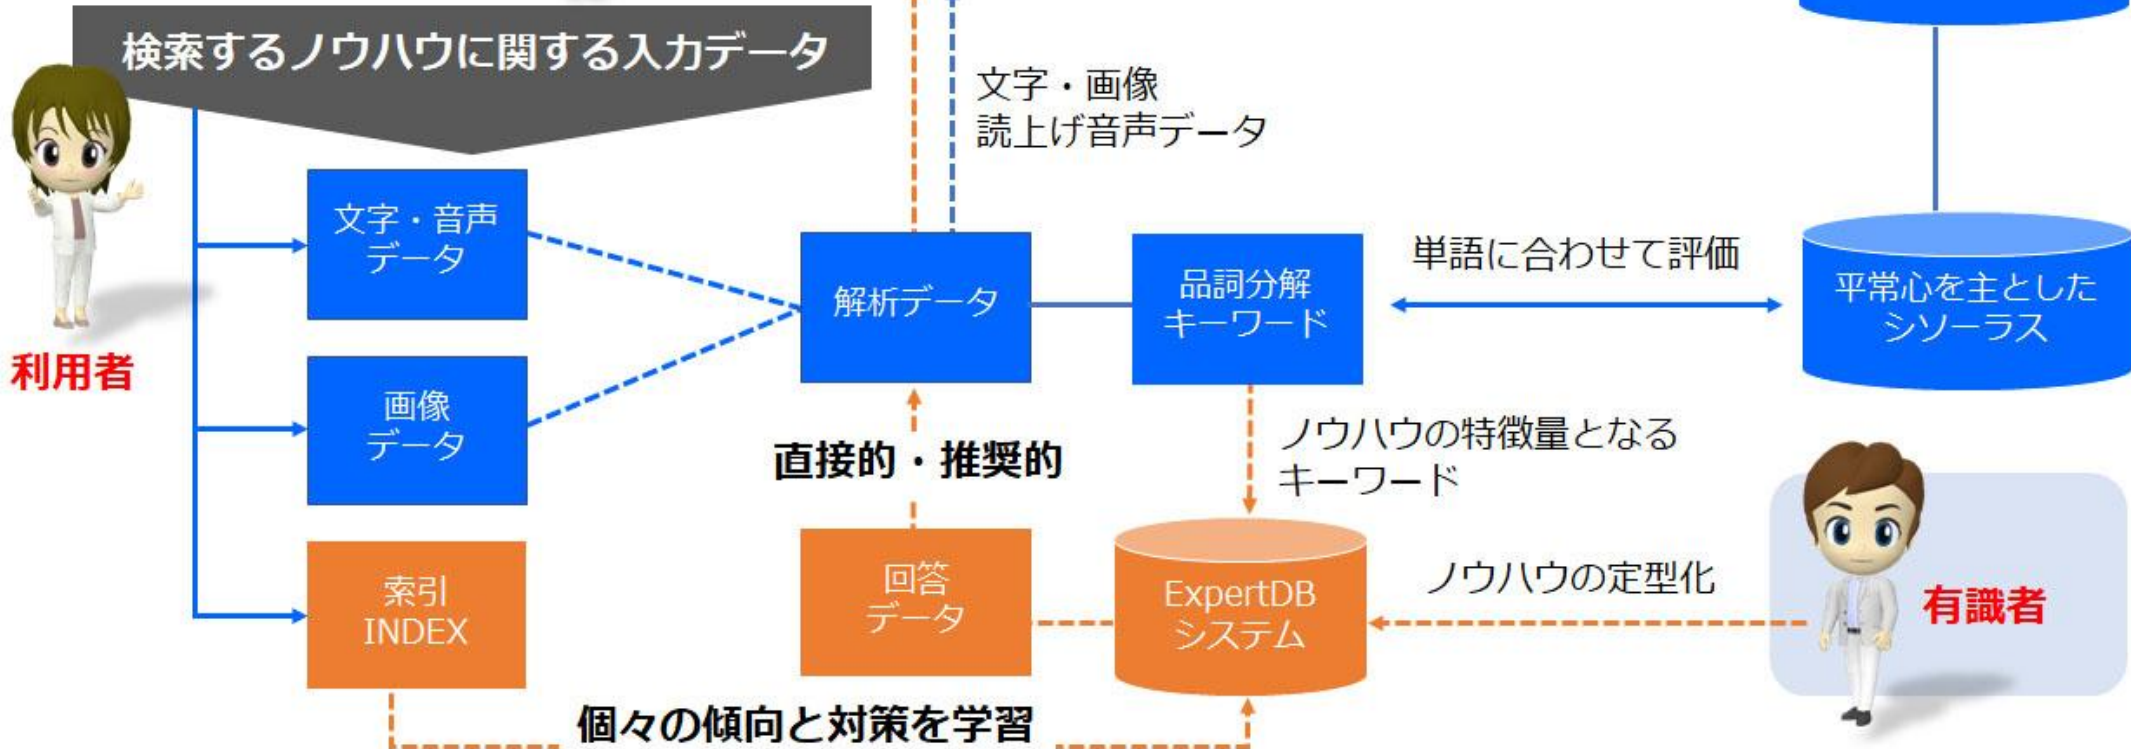 検索するノウハウに関する入力データ
文字・画像
読上げ音声データ
文字・音声
データ
解析データ
品詞分解
キーワード
単語に合わせて評価
平常心を主とした
シソーラス
利用者
画像
データ
直接的・推奨的
ノウハウの特徴量となる
キーワード
索引
INDEX
回答
データ
ExpertDB
システム
ノウハウの定型化
有識者
個々の傾向と対策を学習